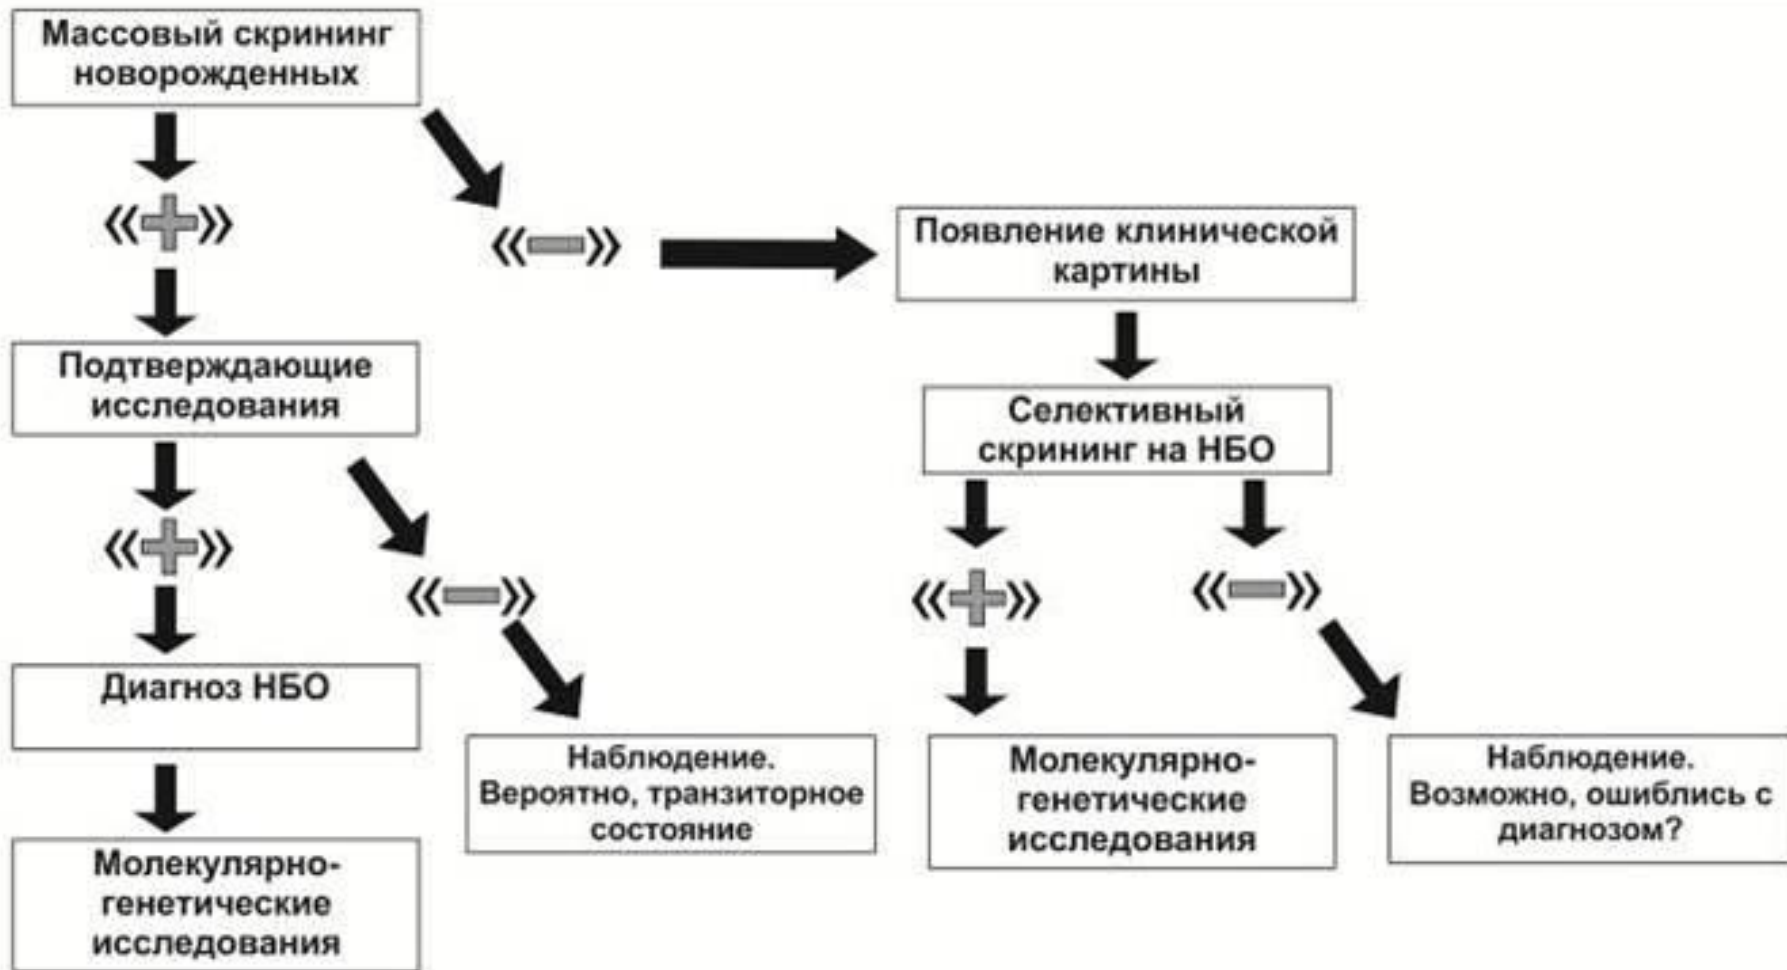 Массовый скрининг
новорожденных
«+»
«–»
Появление клинической
картины
Подтверждающие
исследования
Селективный
скрининг на НБО
«+»
«–»
«+»
«–»
Диагноз НБО
Наблюдение.
Вероятно, транзиторное
состояние
Молекулярно-
генетические
исследования
Наблюдение.
Возможно, ошиблись с
диагнозом?
Молекулярно-
генетические
исследования